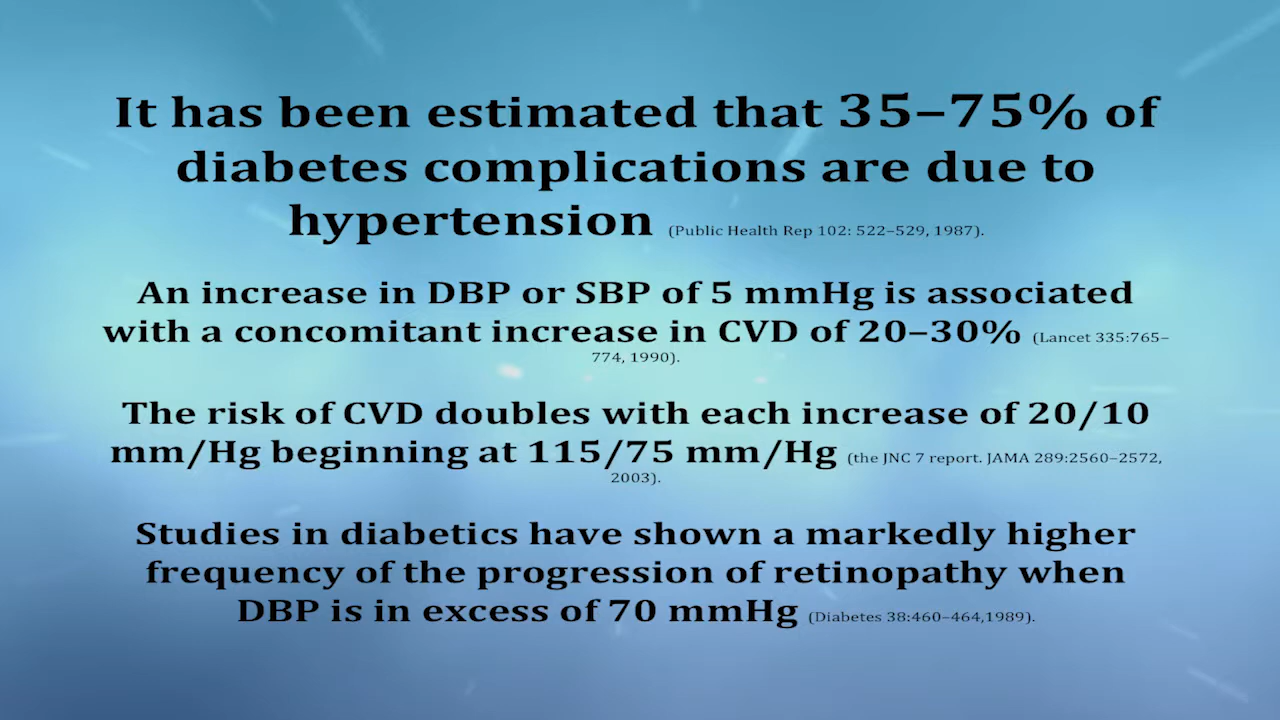 It has been estimated that 35–75% of
diabetes complications are due to
hypertension (Public Health Rep 102: 522–529, 1987).
An increase in DBP or SBP of 5 mmHg is associated
with a concomitant increase in CVD of 20–30% (Lancet 335:765–
774, 1990).
The risk of CVD doubles with each increase of 20/10
mm/Hg beginning at 115/75 mm/Hg (the JNC 7 report. JAMA 289:2560–2572,
2003).
Studies in diabetics have shown a markedly higher
frequency of the progression of retinopathy when
DBP is in excess of 70 mmHg (Diabetes 38:460–464,1989).